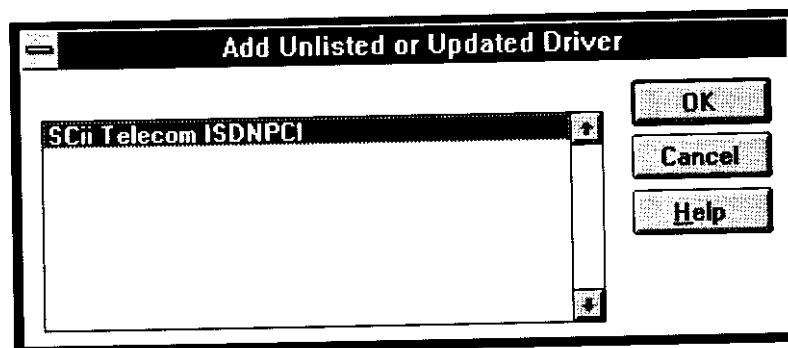 Add Unlisted or Updated Driver
SCii Telecom ISDNPCI
OK
Cancel
Help